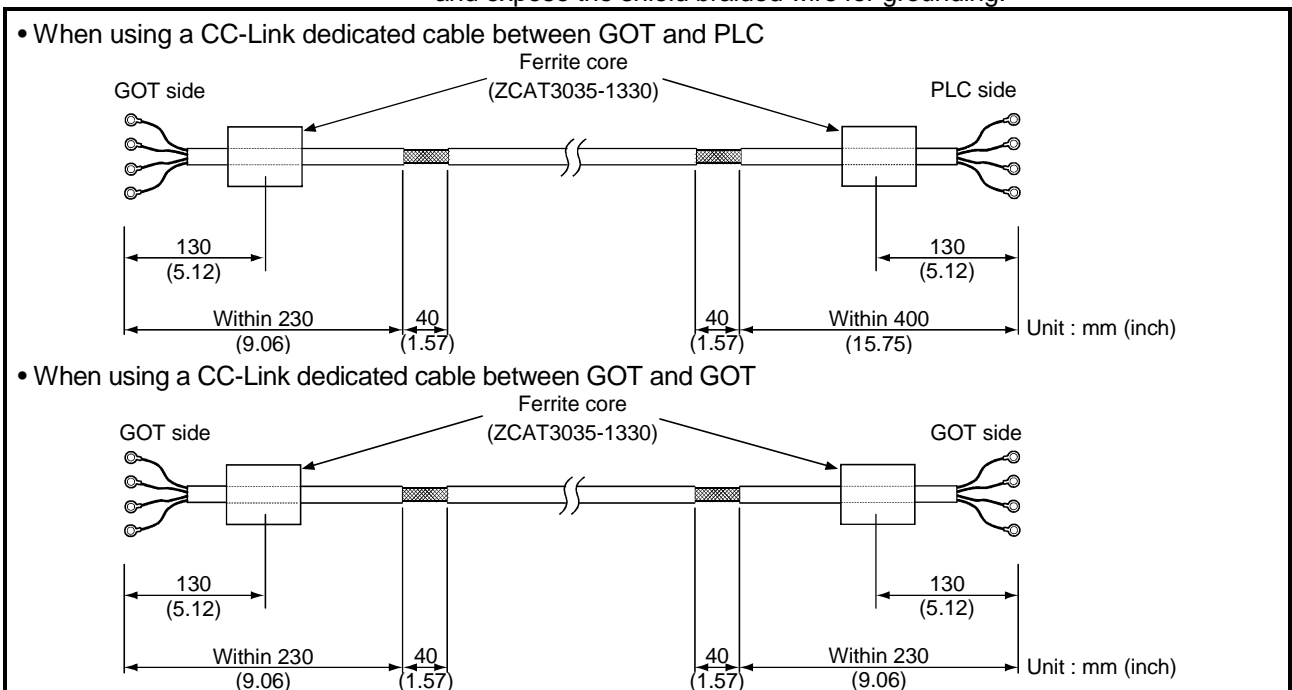 and expose the shield braided wire for grounding.
• When using a CC-Link dedicated cable between GOT and PLC
Ferrite core
(ZCAT3035-1330)
GOT side
PLC side
130
(5.12)
130
(5.12)
Within 230
(9.06)
40
(1.57)
40
(1.57)
Within 400
(15.75)
Unit : mm (inch)
• When using a CC-Link dedicated cable between GOT and GOT
Ferrite core
(ZCAT3035-1330)
GOT side
GOT side
130
(5.12)
130
(5.12)
Within 230
(9.06)
40
(1.57)
40
(1.57)
Within 230
(9.06)
Unit : mm (inch)